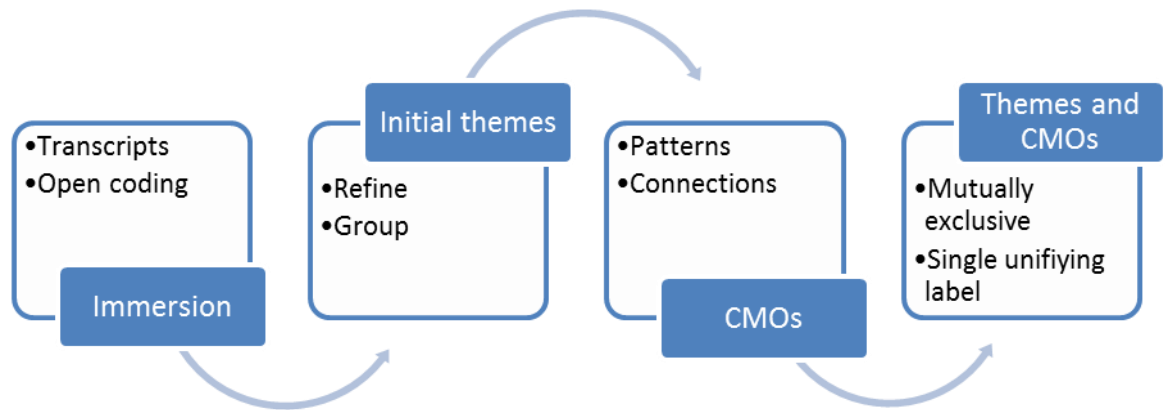 •Transcripts
•Open coding
Immersion
Initial themes
•Refine
•Group
•Patterns
•Connections
CMOs
Themes and
CMOs
•Mutually
exclusive
•Single unifiying
label